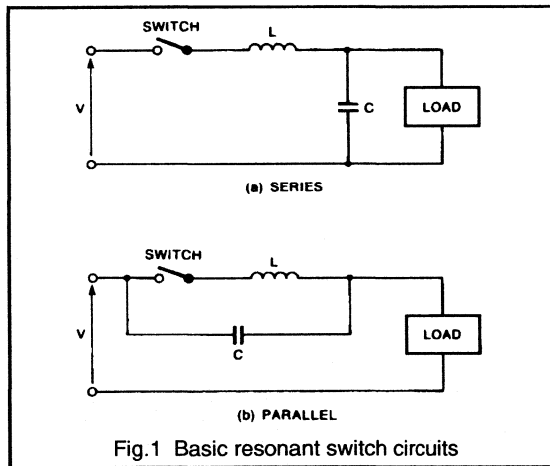 SWITCH
L
V
C
LOAD
(a) SERIES
SWITCH
L
V
C
LOAD
(b) PARALLEL
Fig.1 Basic resonant switch circuits